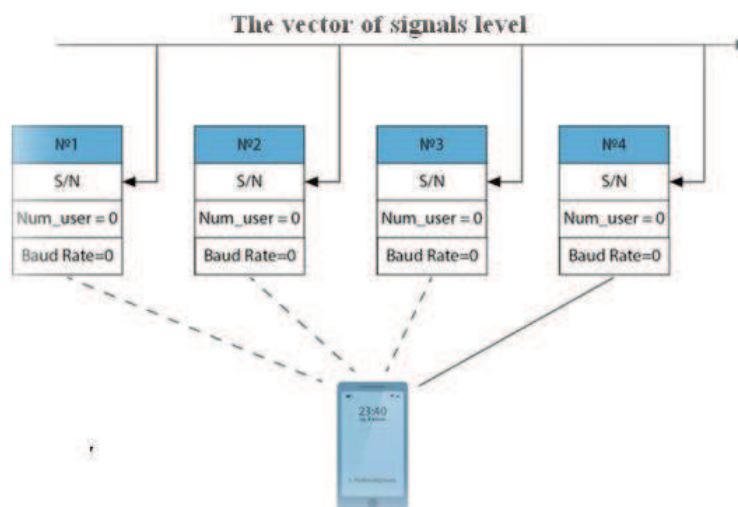 The vector of signals level
№1
S/N
Num_user = 0
Baud Rate=0
№2
S/N
Num_user = 0
Baud Rate=0
№3
S/N
Num_user = 0
Baud Rate=0
№4
S/N
Num_user = 0
Baud Rate=0
23:40